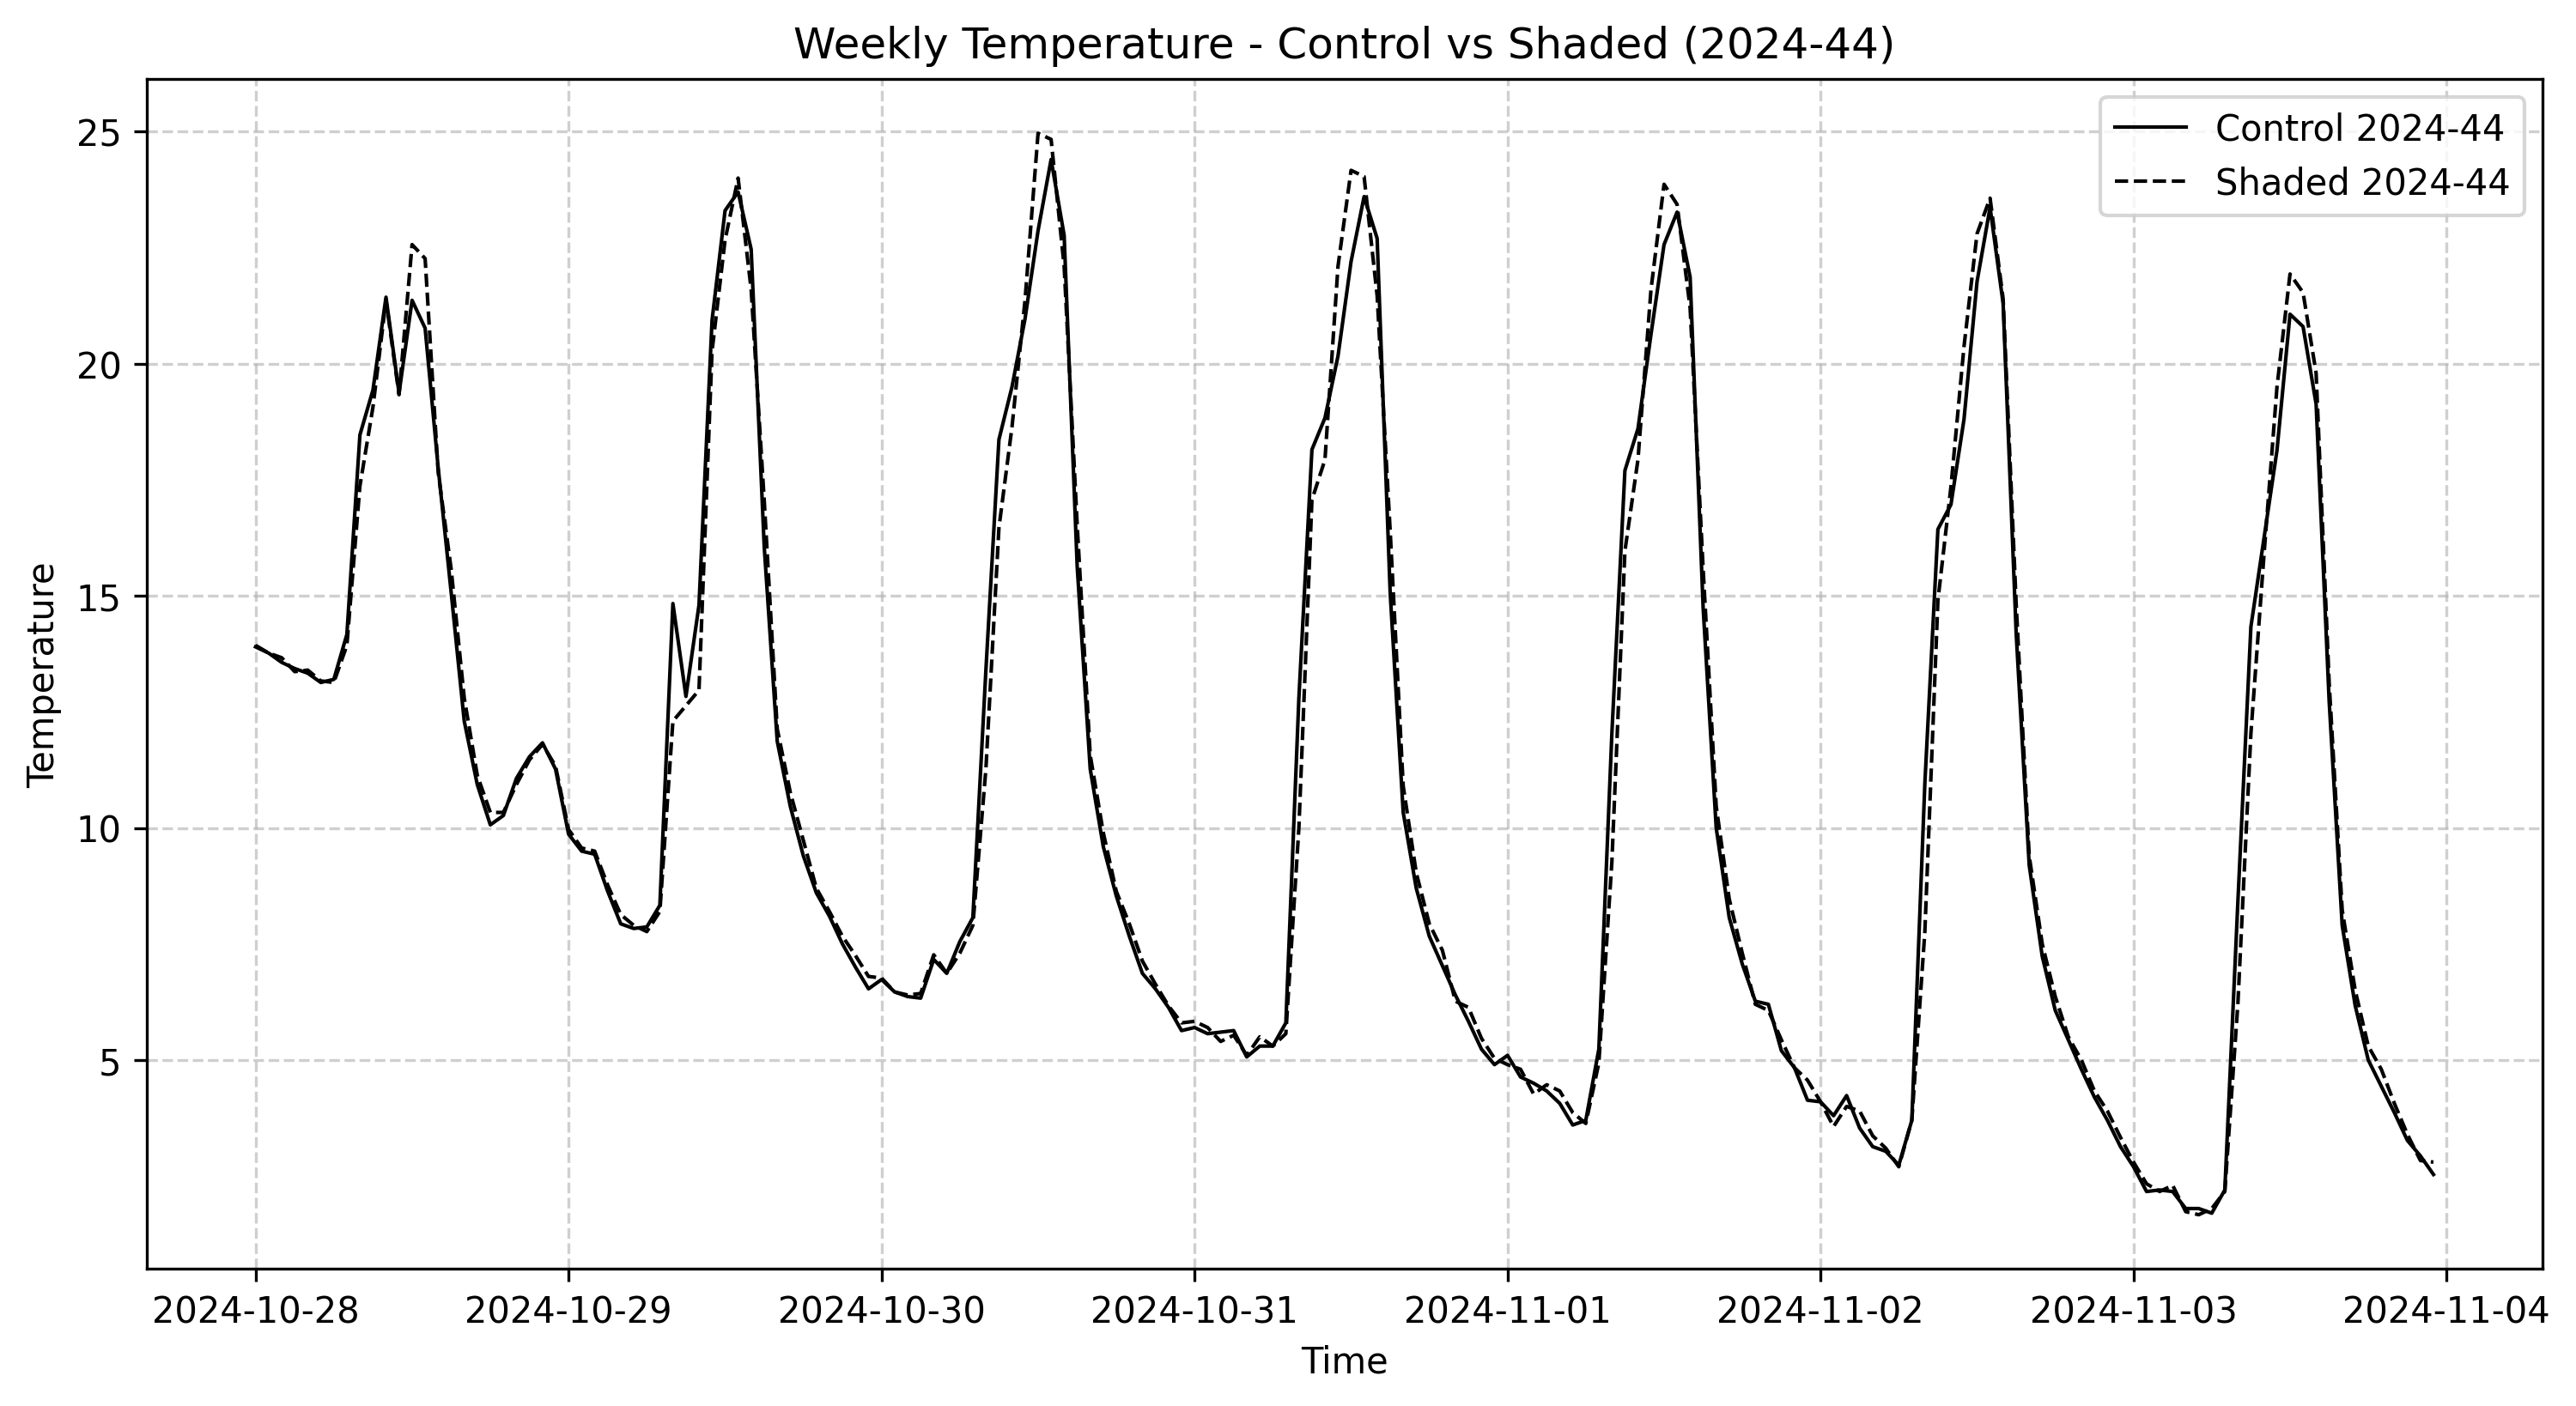 Weekly Temperature - Control vs Shaded (2024-44)
Control 2024-44
Shaded 2024-44
Temperature
25
20
15
10
5
2024-10-28
2024-10-29
2024-10-30
2024-10-31
2024-11-01
2024-11-02
2024-11-03
2024-11-04
Time